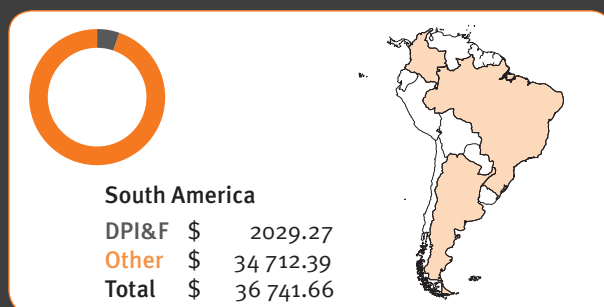 South America
DPI&F $ 2029.27
Other $ 34 712.39
Total $ 36 741.66